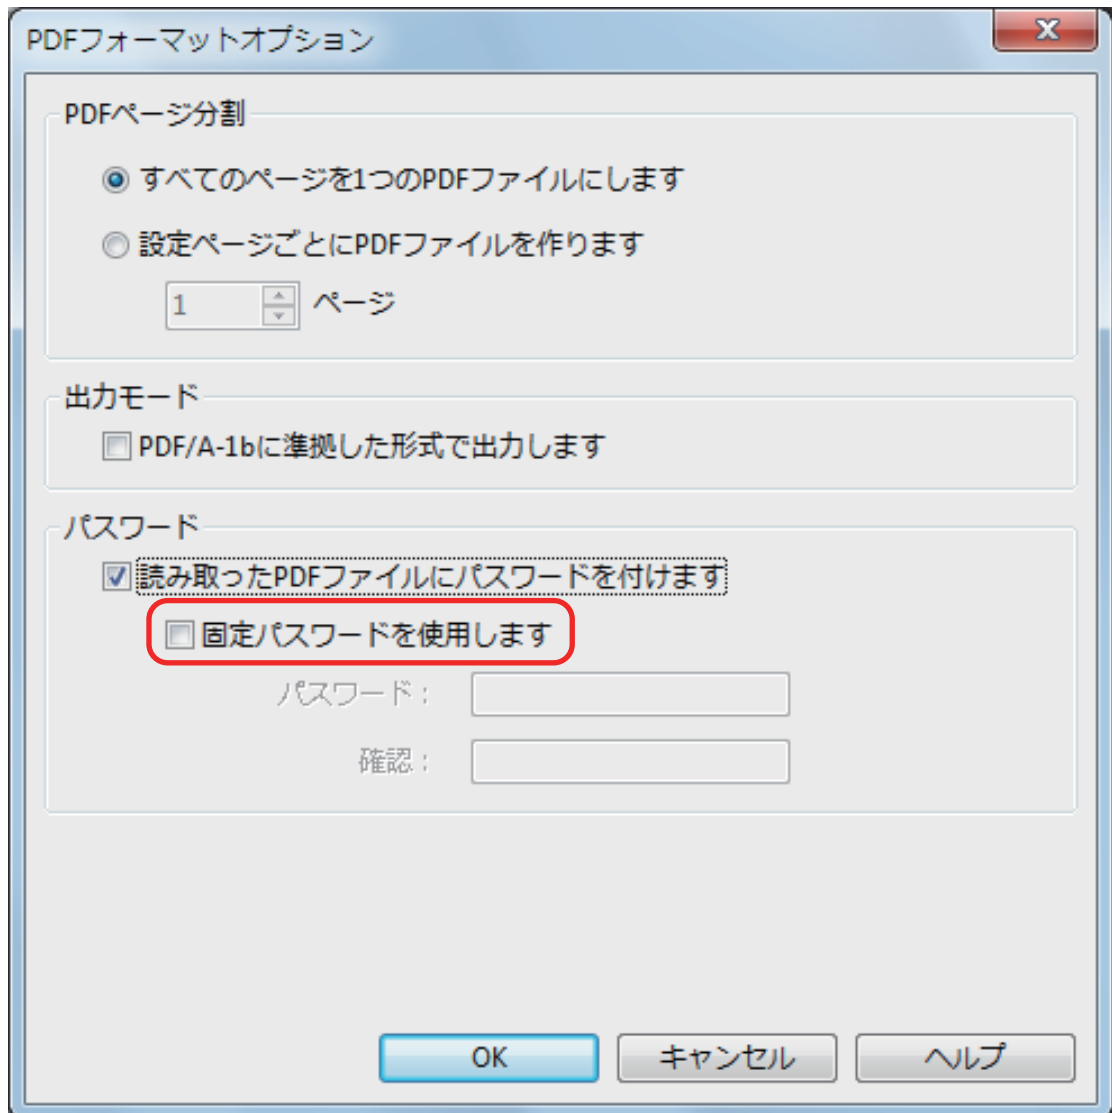 PDFフォーマットオプション
PDFページ分割
すべてのページを1つのPDFファイルにします
設定ページごとにPDFファイルを作ります
1 ページ
出力モード
PDF/A-1bに準拠した形式で出力します
パスワード
読み取ったPDFファイルにパスワードを付けます
固定パスワードを使用します
パスワード：
確認：
OK キャンセル ヘルプ